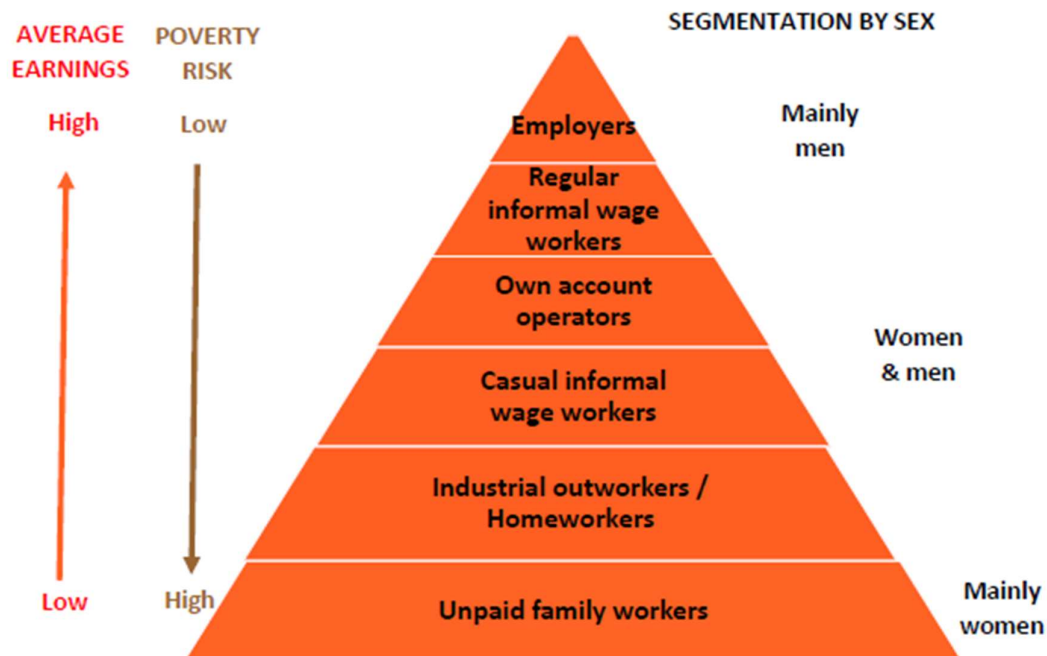 SEGMENTATION BY SEX
AVERAGE
EARNINGS
High
Low
POVERTY
RISK
Low
High
Employers
Regular
informal wage
workers
Own account
operators
Casual informal
wage workers
Industrial outworkers /
Homeworkers
Unpaid family workers
Mainly
men
Women
& men
Mainly
women